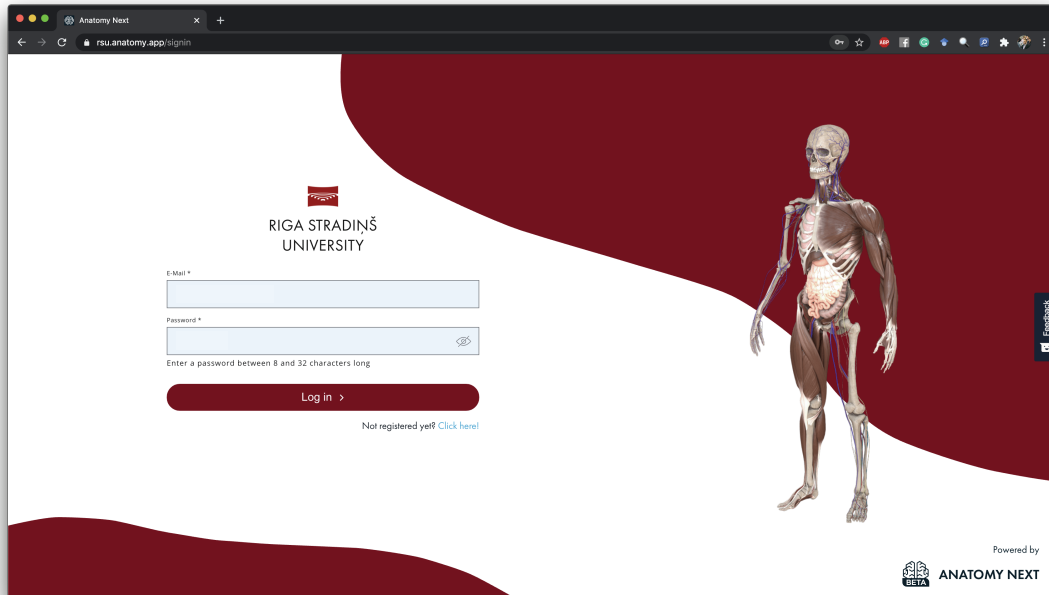 Anatomy Next
rsu.anatomy.app/signin
ABP
RIGA STRADIŅŠ
UNIVERSITY
E-Mail *
Password *
Enter a password between 8 and 32 characters long
Log in >
Not registered yet? Click here!
Feedback
Powered by
BETA
ANATOMY NEXT